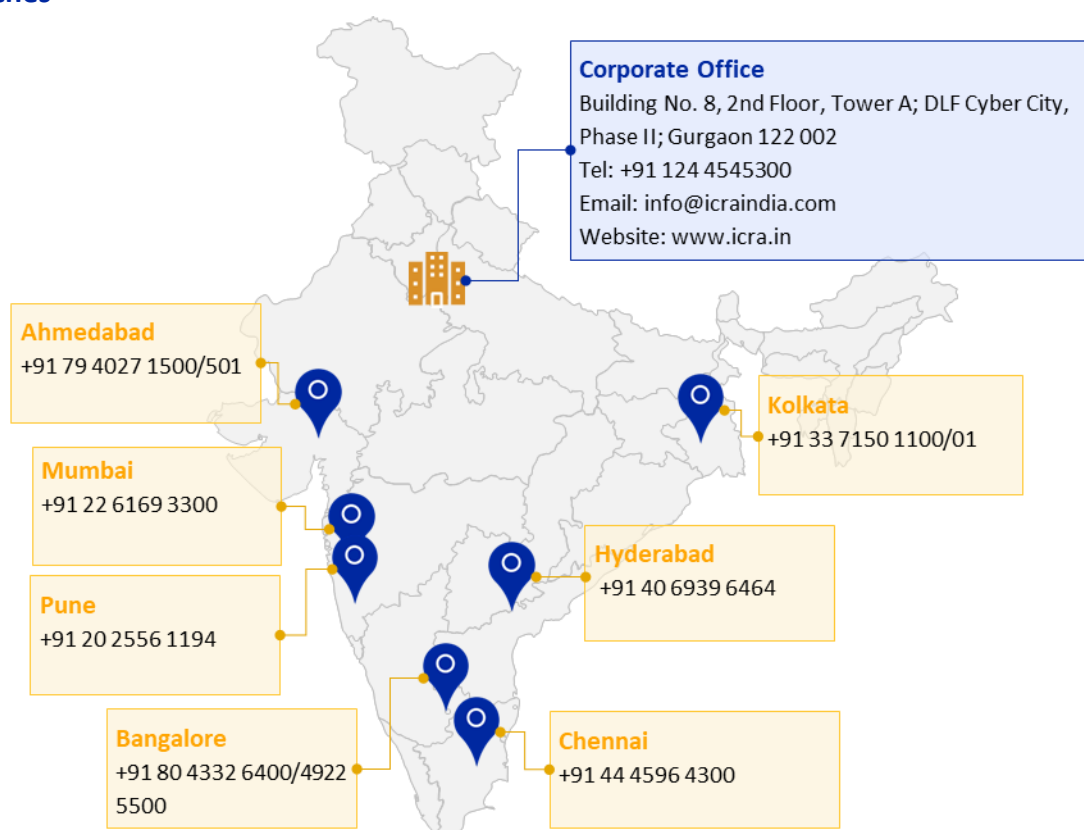 Corporate Office
Building No. 8, 2nd Floor, Tower A; DLF Cyber City,
Phase II; Gurgaon 122 002
Tel: +91 124 4545300
Email: info@icraindia.com
Website: www.icra.in
Ahmedabad
+91 79 4027 1500/501
Kolkata
+91 33 7150 1100/01
Mumbai
+91 22 6169 3300
Hyderabad
+91 40 6939 6464
Pune
+91 20 2556 1194
Bangalore
+91 80 4332 6400/4922
5500
Chennai
+91 44 4596 4300